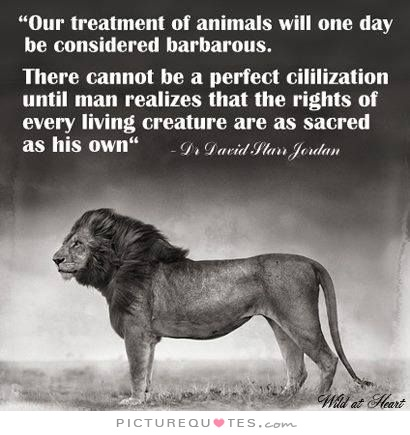 “Our treatment of animals will one day
be considered barbarous.
There cannot be a perfect cililization
until man realizes that the rights of
every living creature are as sacred
as his own“
- Dr David Starr Jordan
Wild at Heart
PICTUREQUOTES.com